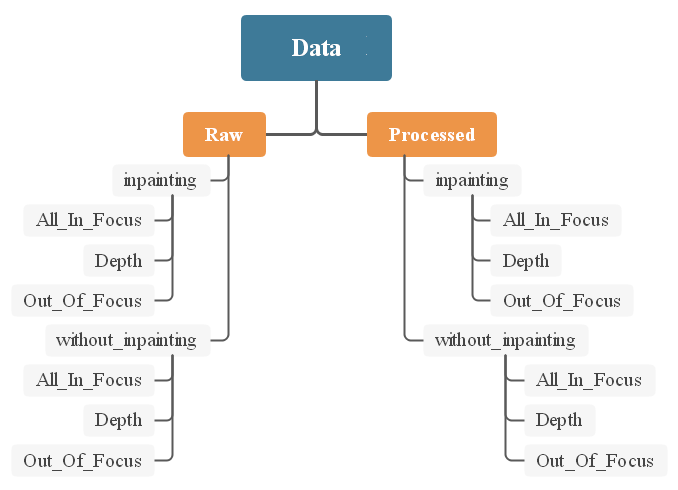 Data
Raw
Processed
inpainting
All_In_Focus
Depth
Out_Of_Focus
without_inpainting
All_In_Focus
Depth
Out_Of_Focus
inpainting
All_In_Focus
Depth
Out_Of_Focus
without_inpainting
All_In_Focus
Depth
Out_Of_Focus